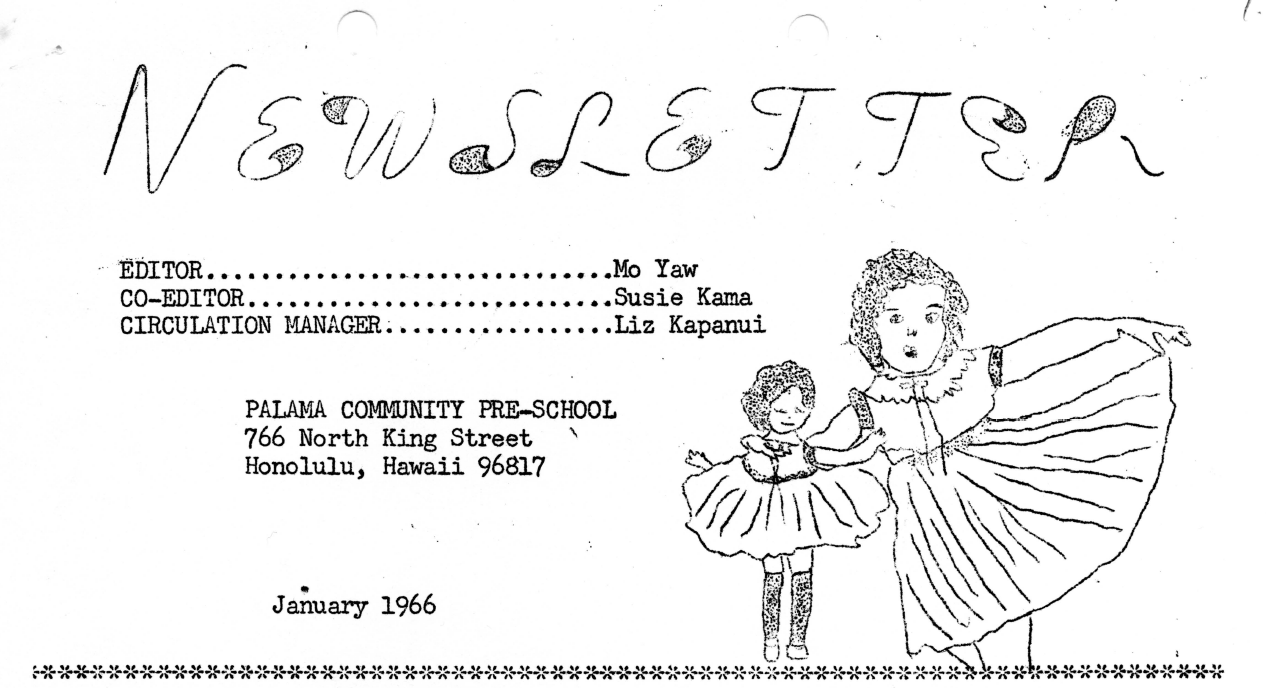 NEWSLETTER
EDITOR..............................Mo Yaw
CO-EDITOR...........................Susie Kama
CIRCULATION MANAGER.................Liz Kapanui
PALAMA COMMUNITY PRE-SCHOOL
766 North King Street
Honolulu, Hawaii 96817
January 1966